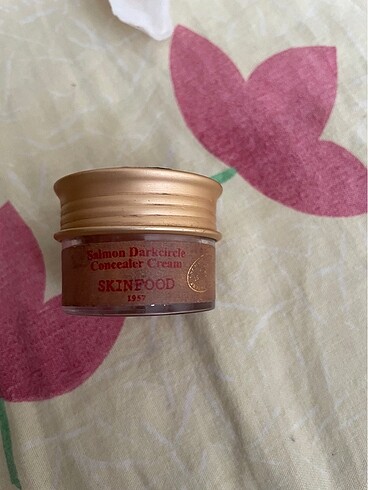 Salmon Darkcircle
Concealer Cream
SKINFOOD
1957